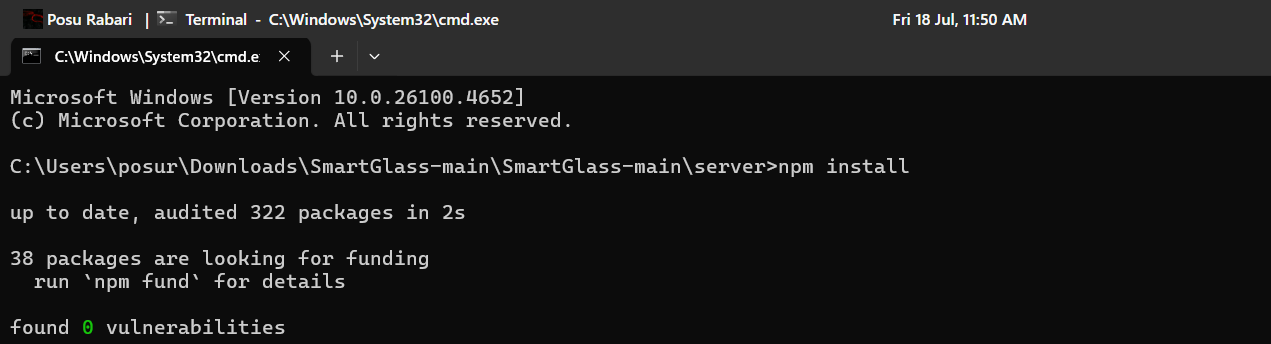 Posu Rabari | Terminal - C:\Windows\System32\cmd.exe Fri 18 Jul, 11:50 AM
C:\Windows\System32\cmd.e
Microsoft Windows [Version 10.0.26100.4652]
(c) Microsoft Corporation. All rights reserved.
C:\Users\posur\Downloads\SmartGlass-main\SmartGlass-main\server>npm install
up to date, audited 322 packages in 2s
38 packages are looking for funding
  run `npm fund` for details
found 0 vulnerabilities